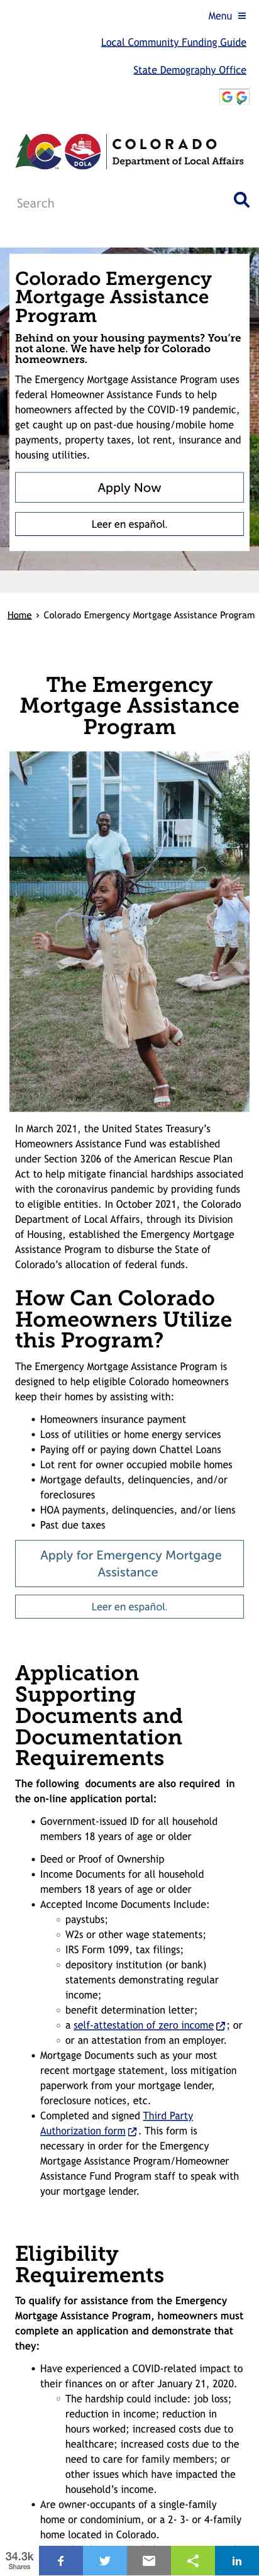 Menu
Local Community Funding Guide
State Demography Office
COLORADO
DOLA
Department of Local Affairs
Search
Colorado Emergency
Mortgage Assistance
Program
Behind on your housing payments? You’re
not alone. We have help for Colorado
homeowners.
The Emergency Mortgage Assistance Program uses
federal Homeowner Assistance Funds to help
homeowners affected by the COVID-19 pandemic,
get caught up on past-due housing/mobile home
payments, property taxes, lot rent, insurance and
housing utilities.
Apply Now
Leer en español.
Home › Colorado Emergency Mortgage Assistance Program
The Emergency
Mortgage Assistance
Program
In March 2021, the United States Treasury’s
Homeowners Assistance Fund was established
under Section 3206 of the American Rescue Plan
Act to help mitigate financial hardships associated
with the coronavirus pandemic by providing funds
to eligible entities. In October 2021, the Colorado
Department of Local Affairs, through its Division
of Housing, established the Emergency Mortgage
Assistance Program to disburse the State of
Colorado’s allocation of federal funds.
How Can Colorado
Homeowners Utilize
this Program?
The Emergency Mortgage Assistance Program is
designed to help eligible Colorado homeowners
keep their homes by assisting with:
• Homeowners insurance payment
• Loss of utilities or home energy services
• Paying off or paying down Chattel Loans
• Lot rent for owner occupied mobile homes
• Mortgage defaults, delinquencies, and/or
foreclosures
• HOA payments, delinquencies, and/or liens
• Past due taxes
Apply for Emergency Mortgage
Assistance
Leer en español.
Application
Supporting
Documents and
Documentation
Requirements
The following documents are also required in
the on-line application portal:
• Government-issued ID for all household
members 18 years of age or older
• Deed or Proof of Ownership
• Income Documents for all household
members 18 years of age or older
• Accepted Income Documents Include:
○ paystubs;
○ W2s or other wage statements;
○ IRS Form 1099, tax filings;
○ depository institution (or bank)
statements demonstrating regular
income;
○ benefit determination letter;
○ a self-attestation of zero income; or
○ or an attestation from an employer.
• Mortgage Documents such as your most
recent mortgage statement, loss mitigation
paperwork from your mortgage lender,
foreclosure notices, etc.
• Completed and signed Third Party
Authorization form. This form is
necessary in order for the Emergency
Mortgage Assistance Program/Homeowner
Assistance Fund Program staff to speak with
your mortgage lender.
Eligibility
Requirements
To qualify for assistance from the Emergency
Mortgage Assistance Program, homeowners must
complete an application and demonstrate that
they:
• Have experienced a COVID-related impact to
their finances on or after January 21, 2020.
○ The hardship could include: job loss;
reduction in income; reduction in
hours worked; increased costs due to
healthcare; increased costs due to the
need to care for family members; or
other issues which have impacted the
household’s income.
• Are owner-occupants of a single-family
home or condominium, or a 2- 3- or 4-family
home located in Colorado.
34.3k
Shares